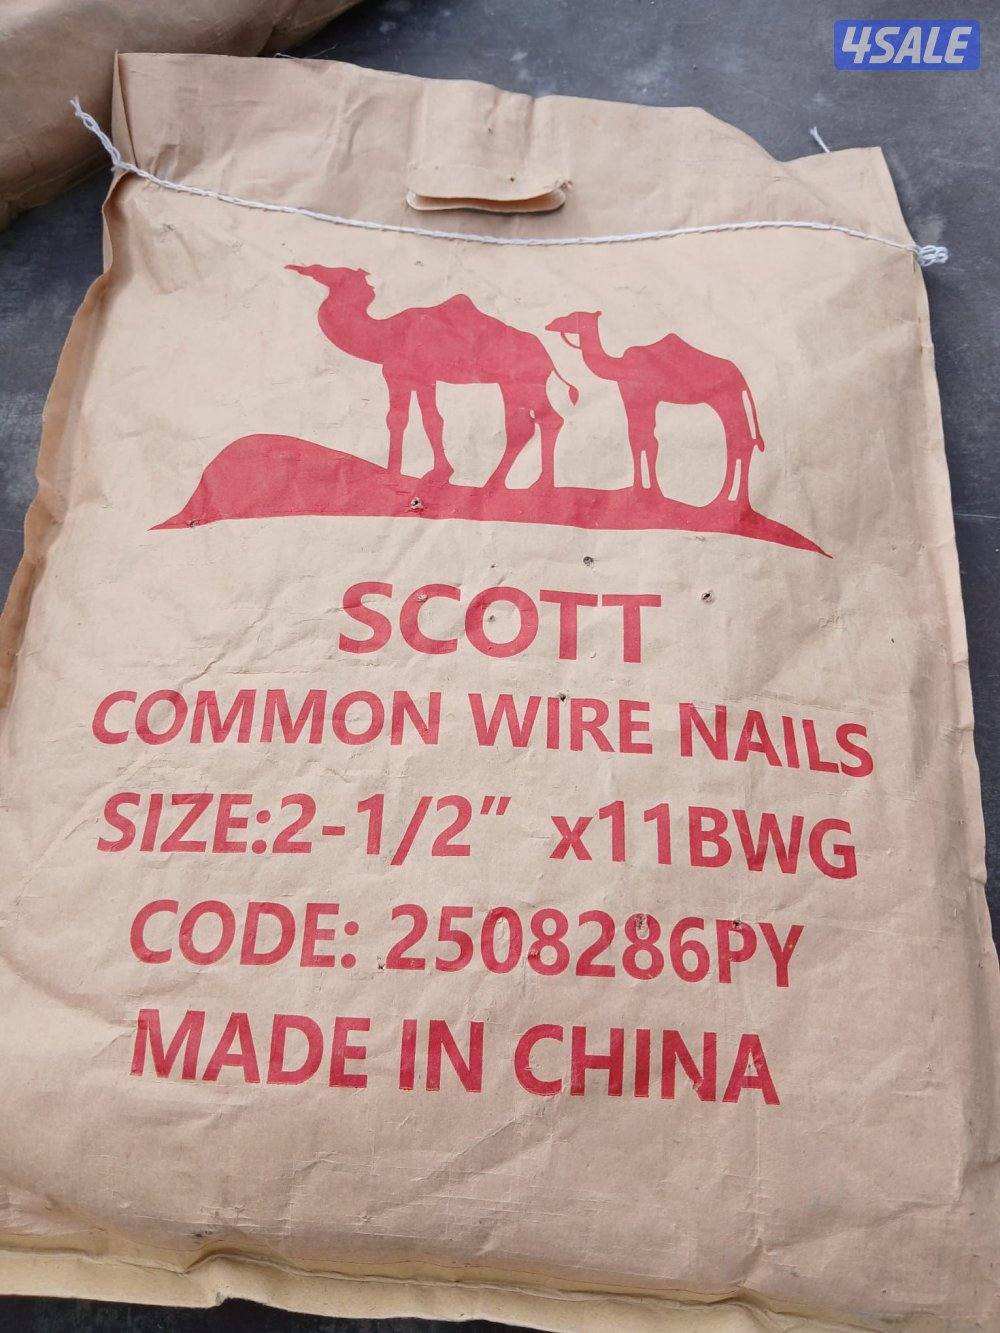 4SALE
SCOTT
COMMON WIRE NAILS
SIZE:2-1/2" x11BWG
CODE: 2508286PY
MADE IN CHINA